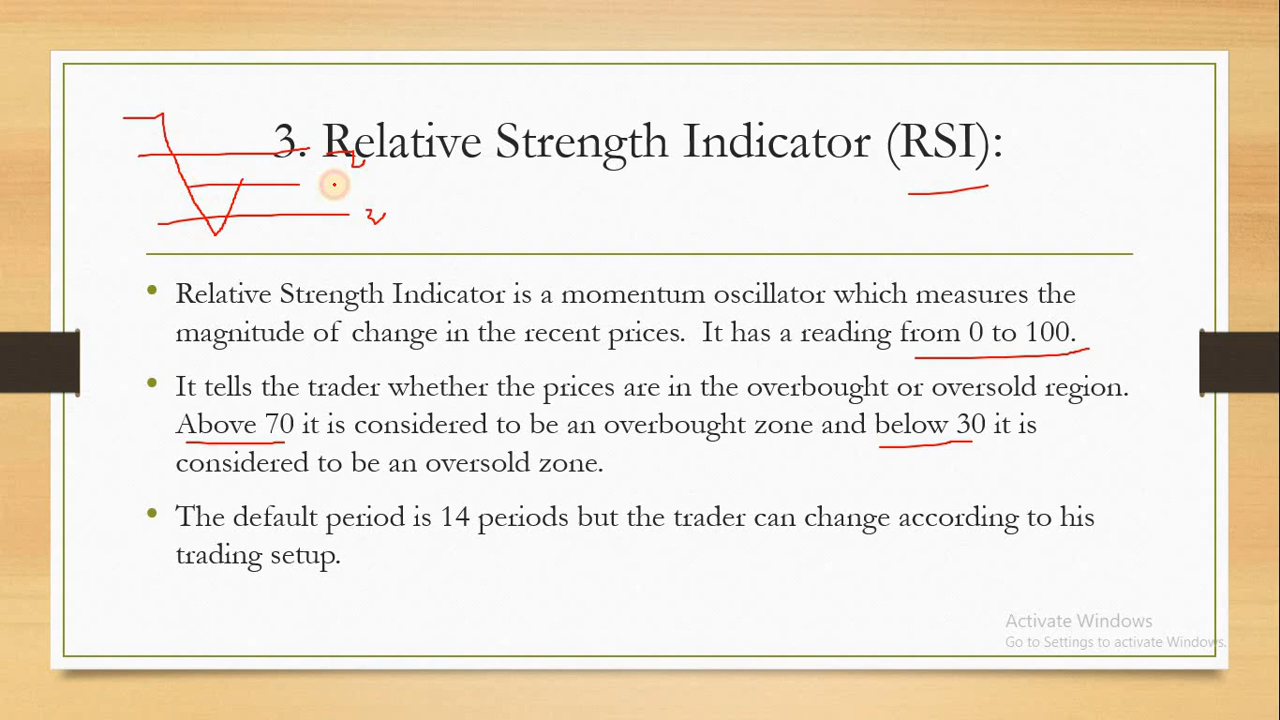 3. Relative Strength Indicator (RSI):
• Relative Strength Indicator is a momentum oscillator which measures the
magnitude of change in the recent prices. It has a reading from 0 to 100.
• It tells the trader whether the prices are in the overbought or oversold region.
Above 70 it is considered to be an overbought zone and below 30 it is
considered to be an oversold zone.
• The default period is 14 periods but the trader can change according to his
trading setup.
Activate Windows
Go to Settings to activate Windows.